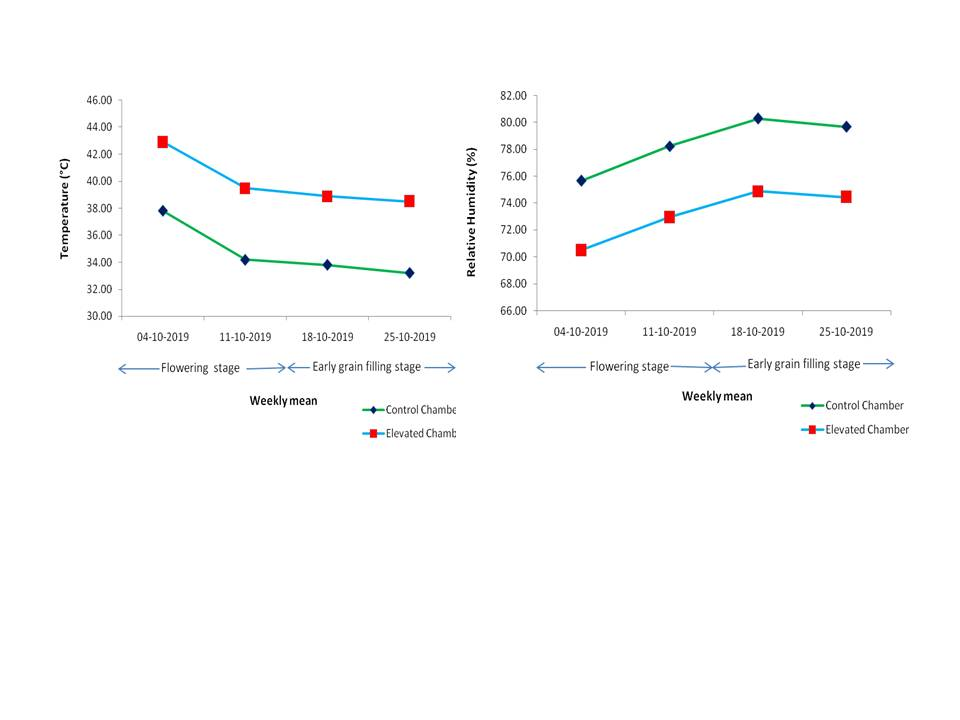 46.00
44.00
42.00
40.00
38.00
36.00
34.00
32.00
30.00
Temperature (°C)
04-10-2019 11-10-2019 18-10-2019 25-10-2019
Flowering stage Early grain filling stage
Weekly mean
Control Chambe
Elevated Chamb
82.00
80.00
78.00
76.00
74.00
72.00
70.00
68.00
66.00
Relative Humidity (%)
04-10-2019 11-10-2019 18-10-2019 25-10-2019
Flowering stage Early grain filling stage
Weekly mean
Control Chamber
Elevated Chamber